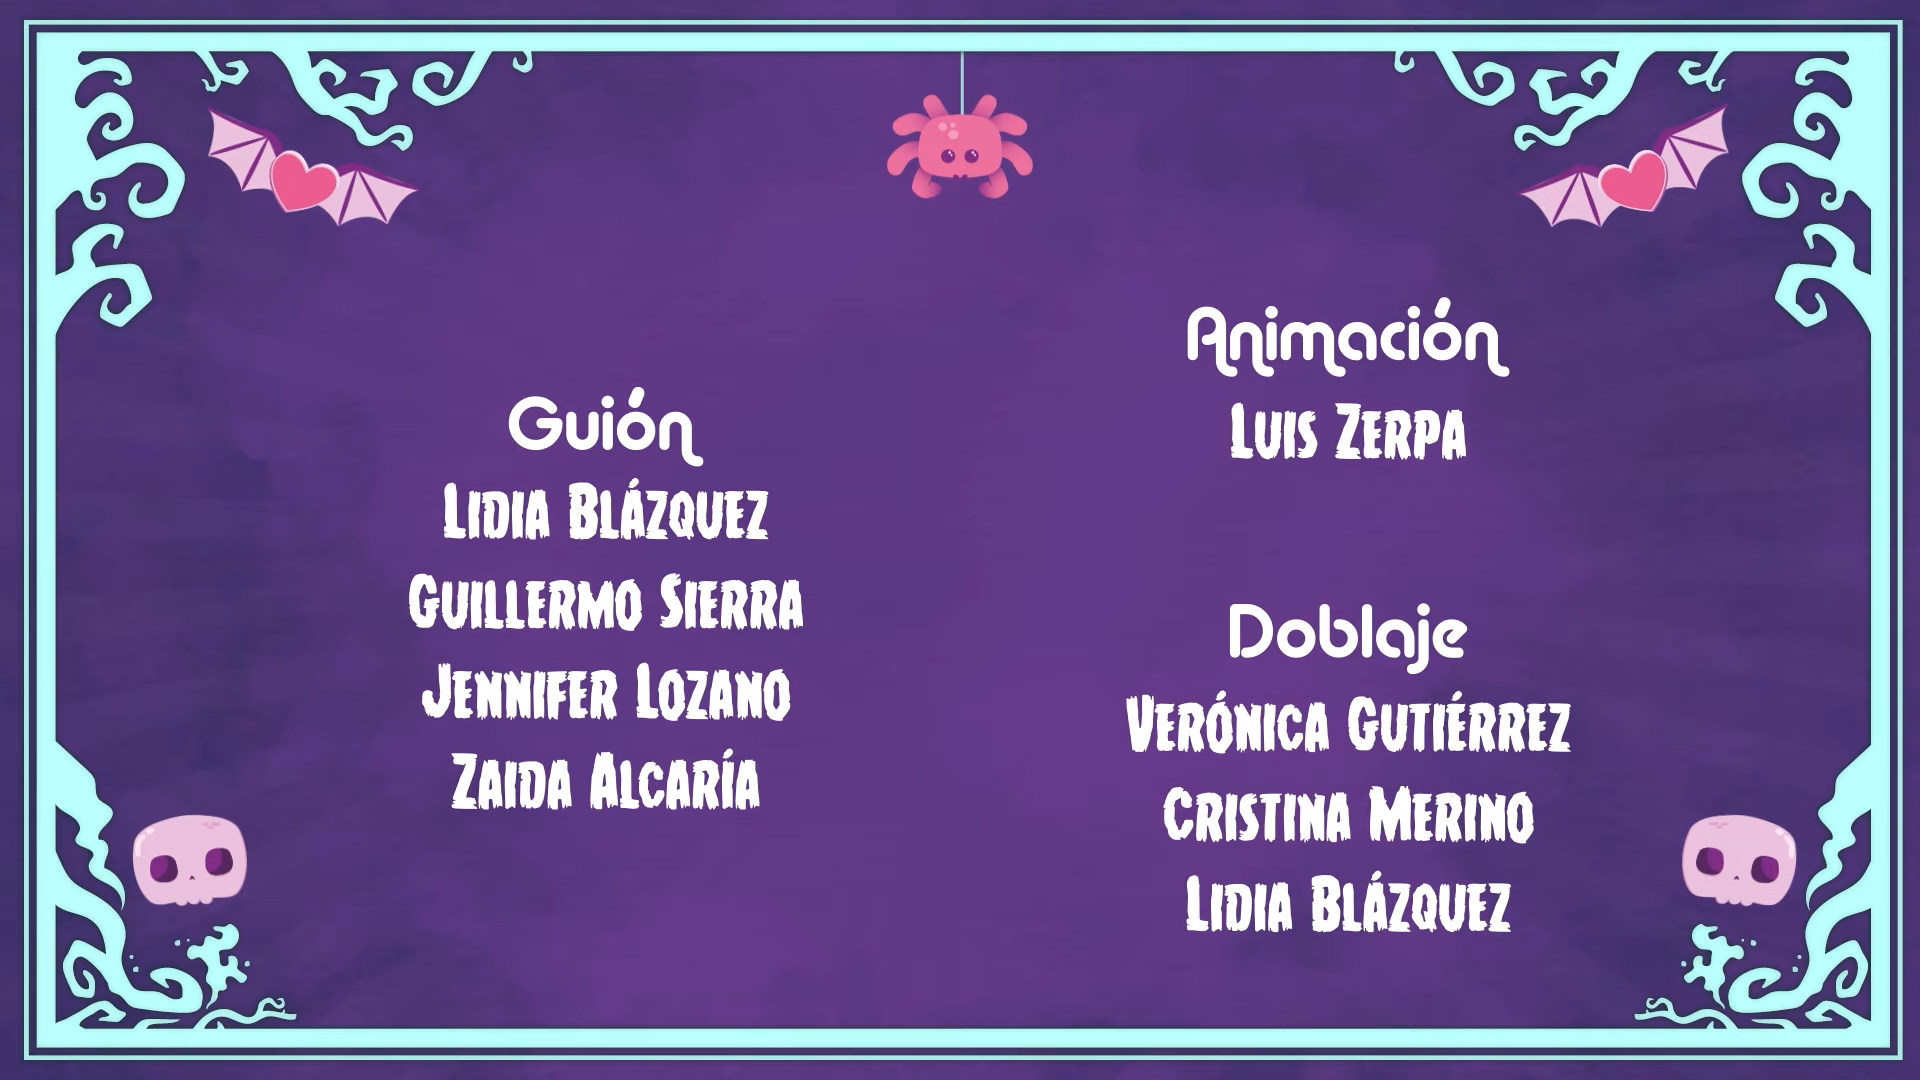 Guión
Lidia Blázquez
Guillermo Sierra
Jennifer Lozano
Zaida Alcaría
Animación
Luis Zerpa
Doblaje
Verónica Gutiérrez
Cristina Merino
Lidia Blázquez